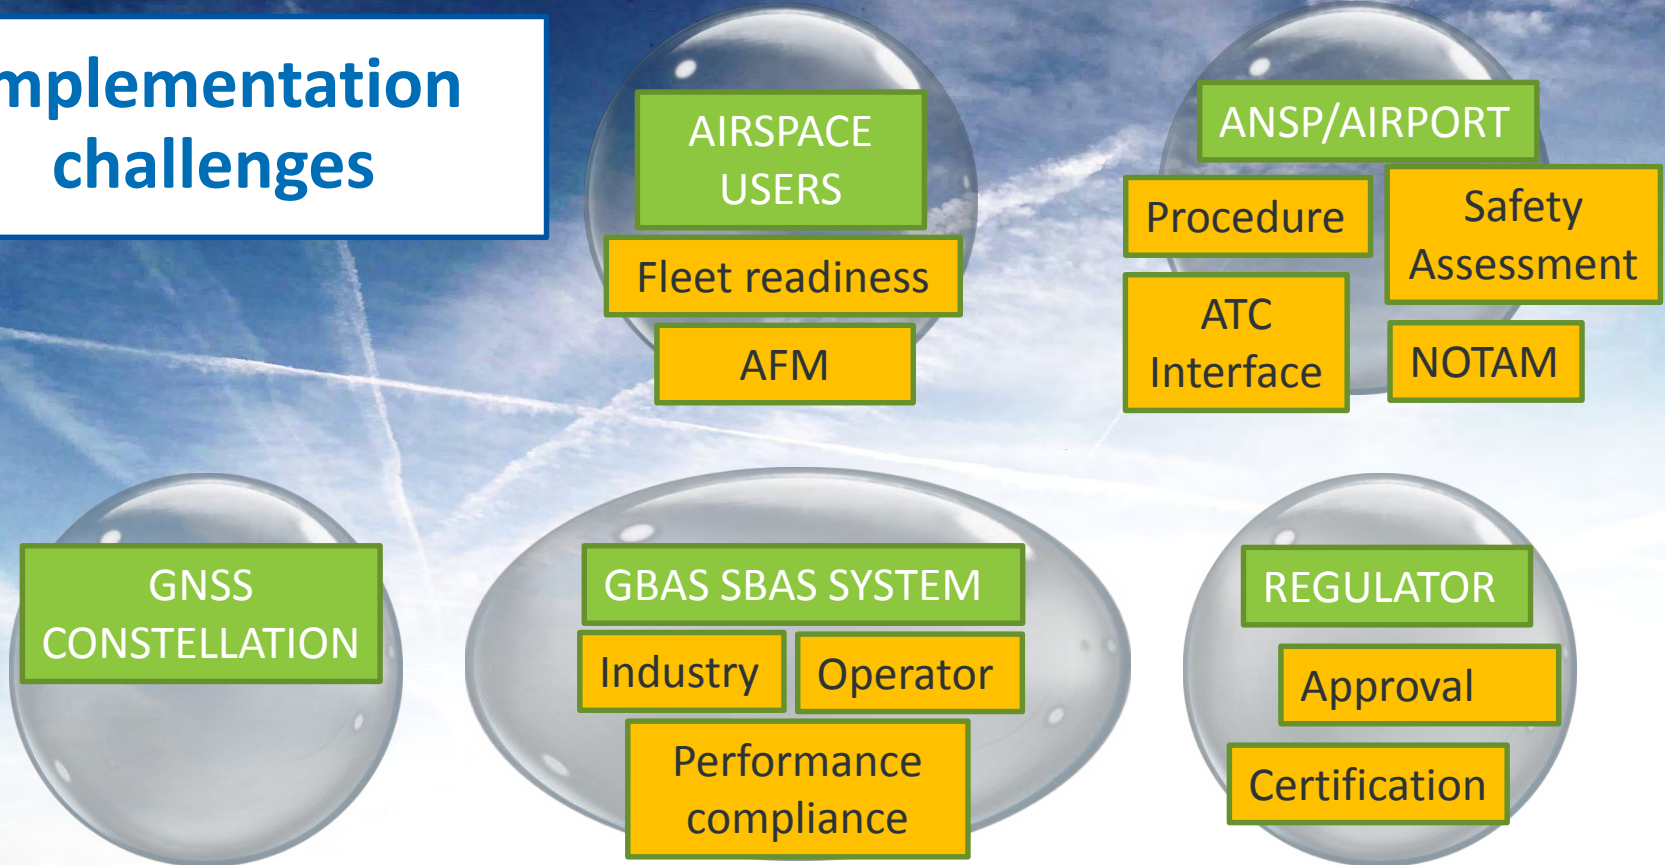 mplementation
challenges
AIRSPACE
USERS
Fleet readiness
AFM
ANSP/AIRPORT
Procedure
Safety
Assessment
ATC
Interface
NOTAM
GNSS
CONSTELLATION
GBAS SBAS SYSTEM
Industry
Operator
Performance
compliance
REGULATOR
Approval
Certification